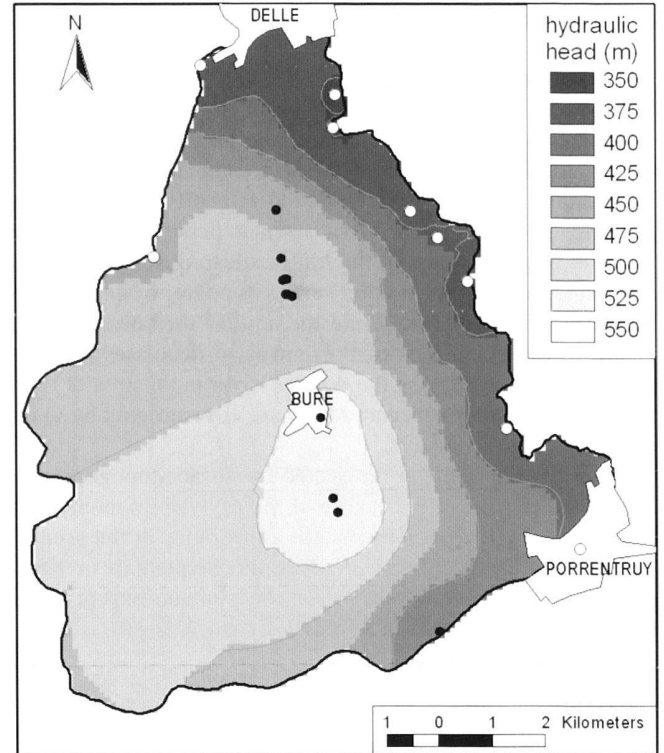 DELLE
N
hydraulic
head (m)
350
375
400
425
450
475
500
525
550
BURE
PORRENTRUY
1 0 1 2 Kilometers